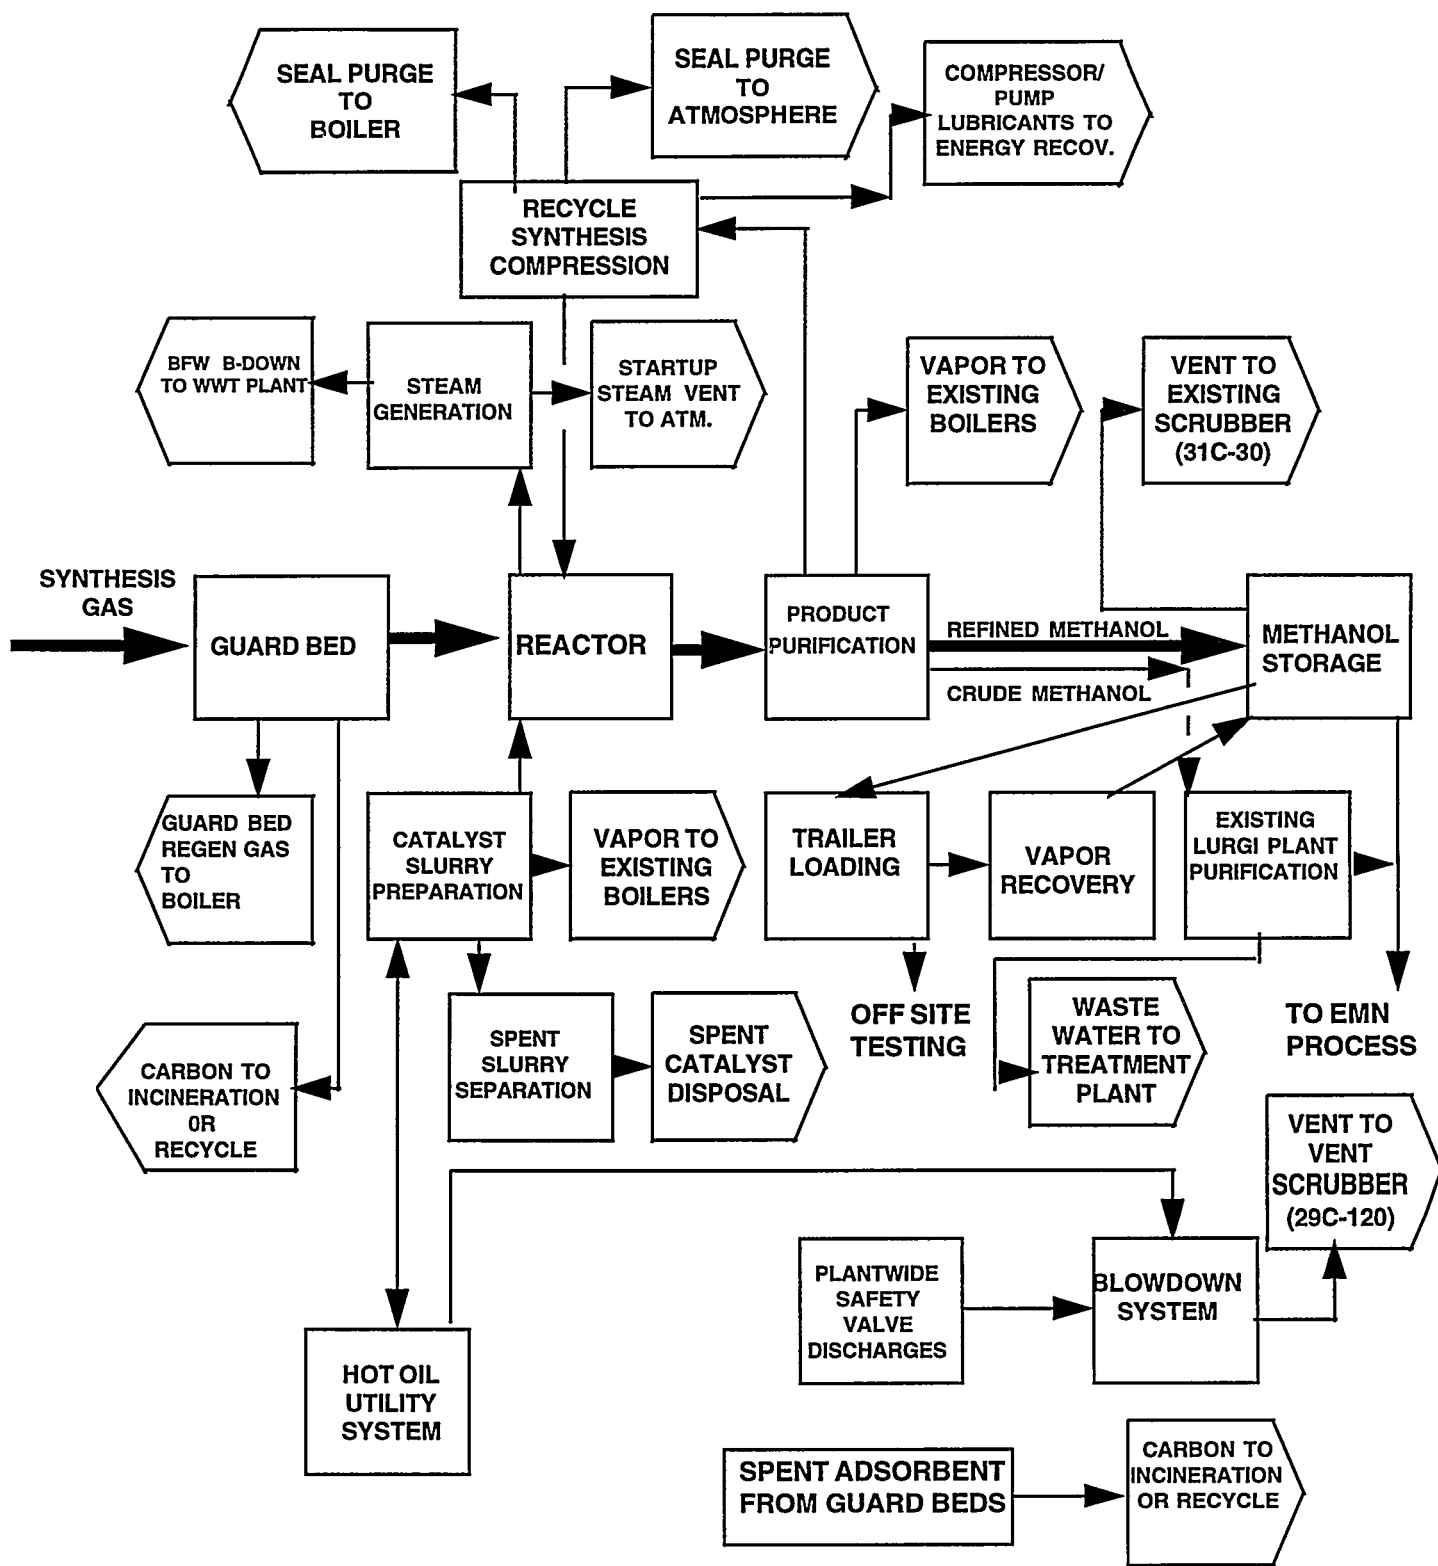 SEAL PURGE
TO
BOILER
SEAL PURGE
TO
ATMOSPHERE
COMPRESSOR/
PUMP
LUBRICANTS TO
ENERGY RECOV.
RECYCLE
SYNTHESIS
COMPRESSION
BFW B-DOWN
TO WWT PLANT
STEAM
GENERATION
STARTUP
STEAM VENT
TO ATM.
VAPOR TO
EXISTING
BOILERS
VENT TO
EXISTING
SCRUBBER
(31C-30)
SYNTHESIS
GAS
GUARD BED
REACTOR
PRODUCT
PURIFICATION
REFINED METHANOL
CRUDE METHANOL
METHANOL
STORAGE
GUARD BED
REGEN GAS
TO
BOILER
CATALYST
SLURRY
PREPARATION
VAPOR TO
EXISTING
BOILERS
TRAILER
LOADING
VAPOR
RECOVERY
EXISTING
LURGI PLANT
PURIFICATION
CARBON TO
INCINERATION
0R
RECYCLE
SPENT
SLURRY
SEPARATION
SPENT
CATALYST
DISPOSAL
OFF SITE
TESTING
WASTE
WATER TO
TREATMENT
PLANT
TO EMN
PROCESS
VENT TO
VENT
SCRUBBER
(29C-120)
HOT OIL
UTILITY
SYSTEM
PLANTWIDE
SAFETY
VALVE
DISCHARGES
BLOWDOWN
SYSTEM
SPENT ADSORBENT
FROM GUARD BEDS
CARBON TO
INCINERATION
OR RECYCLE